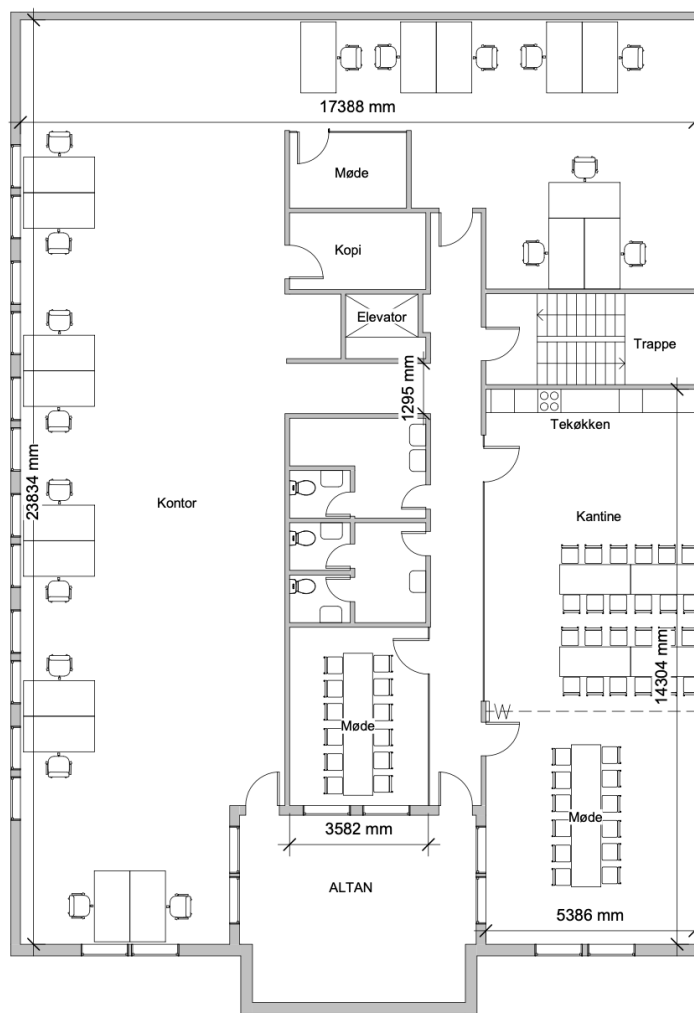 17388 mm
Møde
Kopi
Elevator
Trappe
1295 mm
Tekøkken
23834 mm
Kontor
Kantine
14304 mm
Møde
Møde
3582 mm
ALTAN
5386 mm